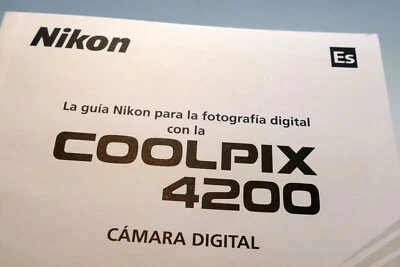 Nikon
Es
La guía Nikon para la fotografía digital
con la
COOLPIX
4200
CÁMARA DIGITAL